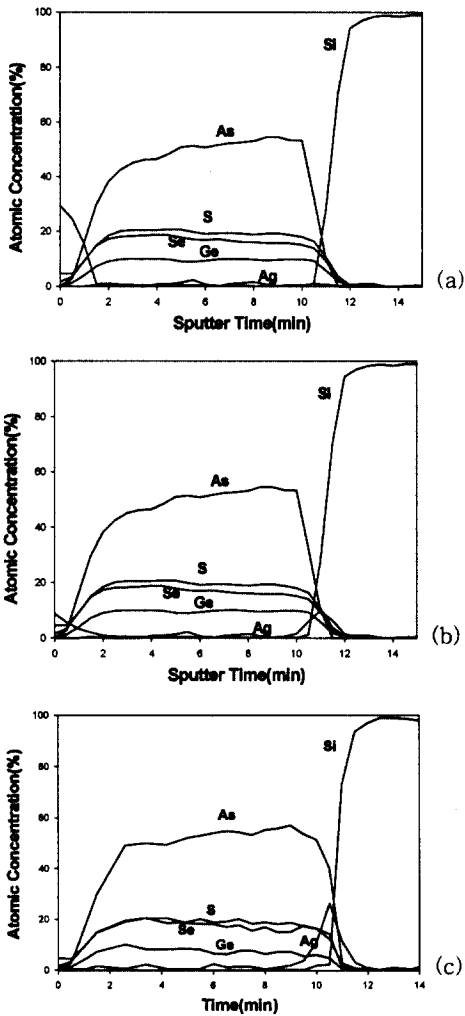 100
80
60
40
20
0
Atomic Concentration(%)
Si
As
S
Se
Ge
Ag
0 2 4 6 8 10 12 14
Sputter Time(min)
(a)
100
80
60
40
20
0
Atomic Concentration(%)
Si
As
S
Se
Ge
Ag
0 2 4 6 8 10 12 14
Sputter Time(min)
(b)
100
80
60
40
20
0
Atomic Concentration(%)
Si
As
S
Se
Ge
Ag
0 2 4 6 8 10 12 14
Time(min)
(c)